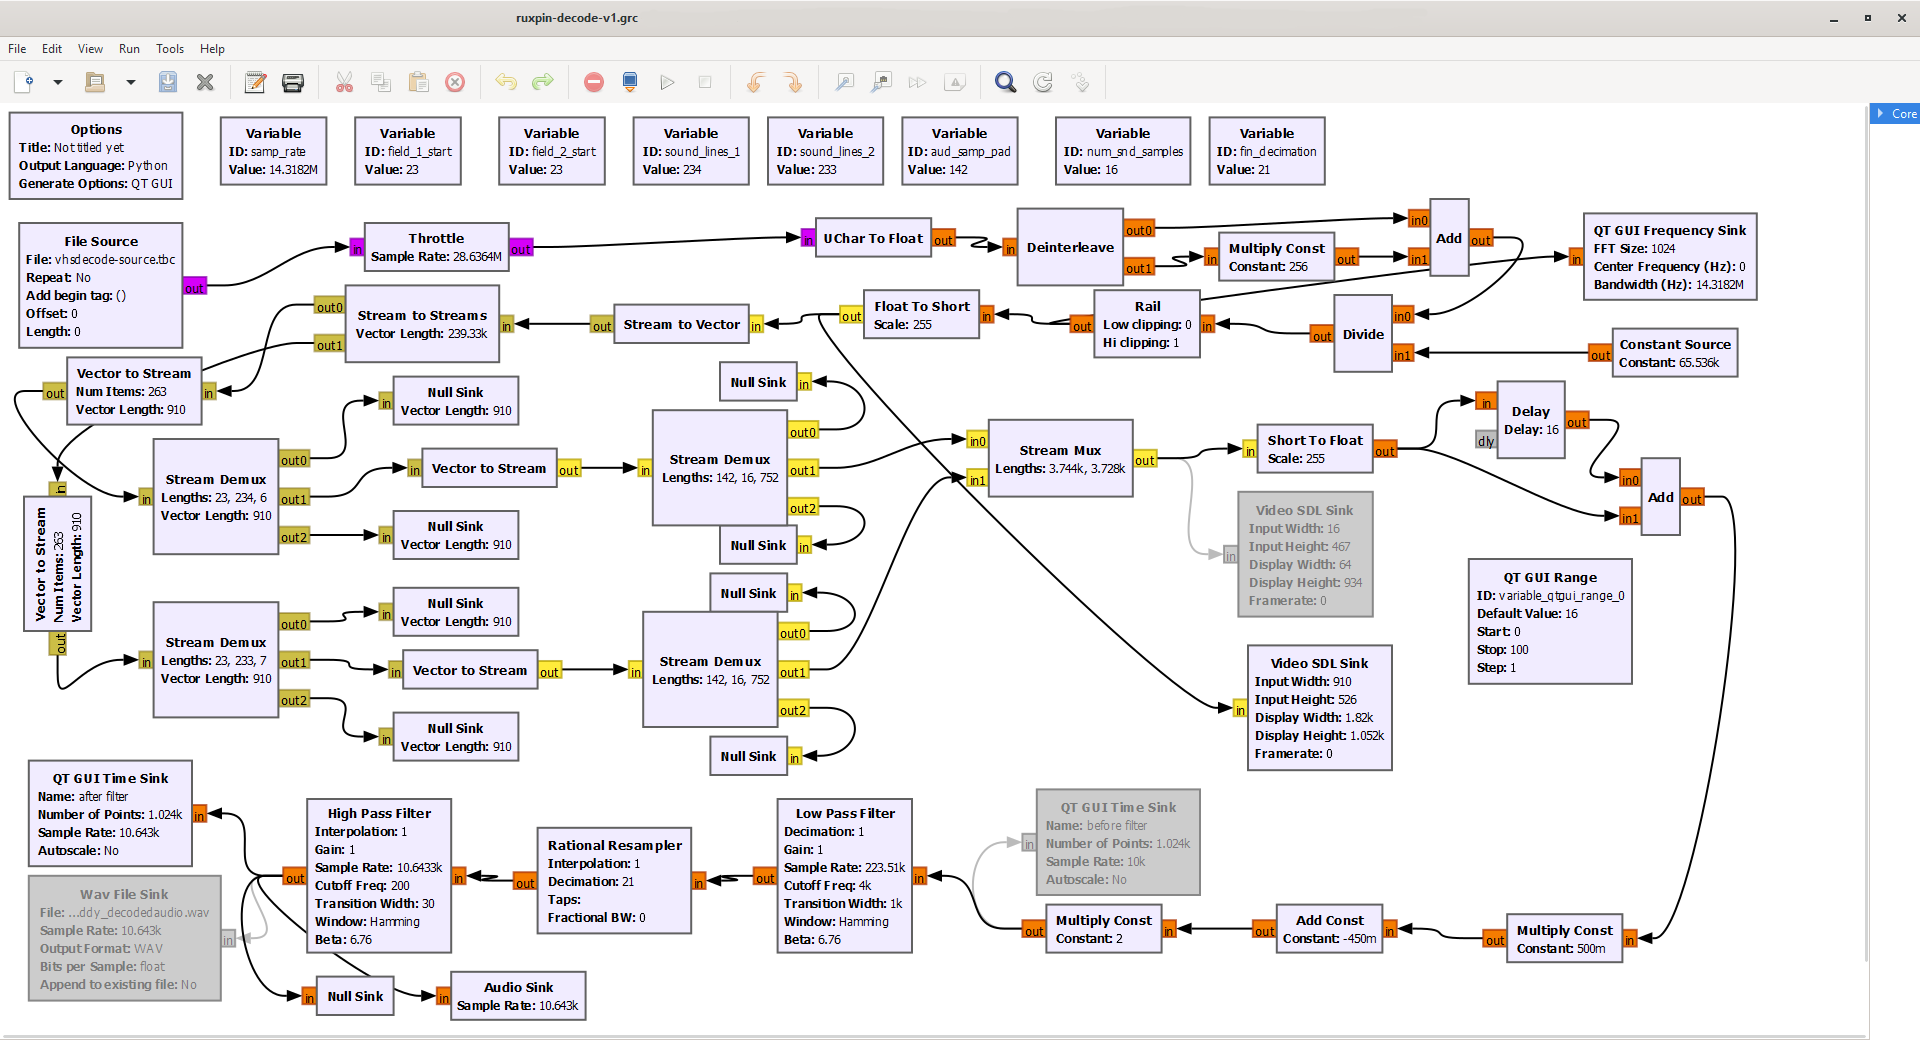 ruxpin-decode-v1.grc
File Edit View Run Tools Help
Core
Options
Title: Not titled yet
Output Language: Python
Generate Options: QT GUI
Variable
ID: samp_rate
Value: 14.3182M
Variable
ID: field_1_start
Value: 23
Variable
ID: field_2_start
Value: 23
Variable
ID: sound_lines_1
Value: 234
Variable
ID: sound_lines_2
Value: 233
Variable
ID: aud_samp_pad
Value: 142
Variable
ID: num_snd_samples
Value: 16
Variable
ID: fin_decimation
Value: 21
File Source
File: vhsdecode-source.tbc
Repeat: No
Add begin tag: ()
Offset: 0
Length: 0
out
in
Throttle
Sample Rate: 28.6364M
out
in
UChar To Float
out
in
Deinterleave
out0
out1
in
Multiply Const
Constant: 256
out
in0
in1
Add
out
in
QT GUI Frequency Sink
FFT Size: 1024
Center Frequency (Hz): 0
Bandwidth (Hz): 14.3182M
out0
out1
Stream to Streams
Vector Length: 239.33k
in
out
Stream to Vector
in
out
Float To Short
Scale: 255
in
out
Rail
Low clipping: 0
Hi clipping: 1
in
out
Divide
in0
in1
out
Constant Source
Constant: 65.536k
out
Vector to Stream
Num Items: 263
Vector Length: 910
in
in
Null Sink
Vector Length: 910
Null Sink
in
in
Stream Demux
Lengths: 23, 234, 6
Vector Length: 910
out0
out1
out2
in
Vector to Stream
out
in
Stream Demux
Lengths: 142, 16, 752
out0
out1
out2
in
Null Sink
Vector Length: 910
Null Sink
in
in0
in1
Stream Mux
Lengths: 3.744k, 3.728k
out
in
Short To Float
Scale: 255
out
in
dly
Delay
Delay: 16
out
in0
in1
Add
out
in
Video SDL Sink
Input Width: 16
Input Height: 467
Display Width: 64
Display Height: 934
Framerate: 0
in
Vector to Stream
Num Items: 263
Vector Length: 910
out
in
Stream Demux
Lengths: 23, 233, 7
Vector Length: 910
out0
out1
out2
in
Null Sink
Vector Length: 910
Null Sink
in
in
Vector to Stream
out
in
Stream Demux
Lengths: 142, 16, 752
out0
out1
out2
in
Null Sink
Vector Length: 910
Null Sink
in
QT GUI Range
ID: variable_qtgui_range_0
Default Value: 16
Start: 0
Stop: 100
Step: 1
in
Video SDL Sink
Input Width: 910
Input Height: 526
Display Width: 1.82k
Display Height: 1.052k
Framerate: 0
QT GUI Time Sink
Name: after filter
Number of Points: 1.024k
Sample Rate: 10.643k
Autoscale: No
in
out
High Pass Filter
Interpolation: 1
Gain: 1
Sample Rate: 10.6433k
Cutoff Freq: 200
Transition Width: 30
Window: Hamming
Beta: 6.76
in
out
Rational Resampler
Interpolation: 1
Decimation: 21
Taps:
Fractional BW: 0
in
out
Low Pass Filter
Decimation: 1
Gain: 1
Sample Rate: 223.51k
Cutoff Freq: 4k
Transition Width: 1k
Window: Hamming
Beta: 6.76
in
in
QT GUI Time Sink
Name: before filter
Number of Points: 1.024k
Sample Rate: 10k
Autoscale: No
out
Multiply Const
Constant: 2
in
out
Add Const
Constant: -450m
in
out
Multiply Const
Constant: 500m
in
Wav File Sink
File: ...ddy_decodedaudio.wav
Sample Rate: 10.643k
Output Format: WAV
Bits per Sample: float
Append to existing file: No
in
in
Null Sink
in
Audio Sink
Sample Rate: 10.643k